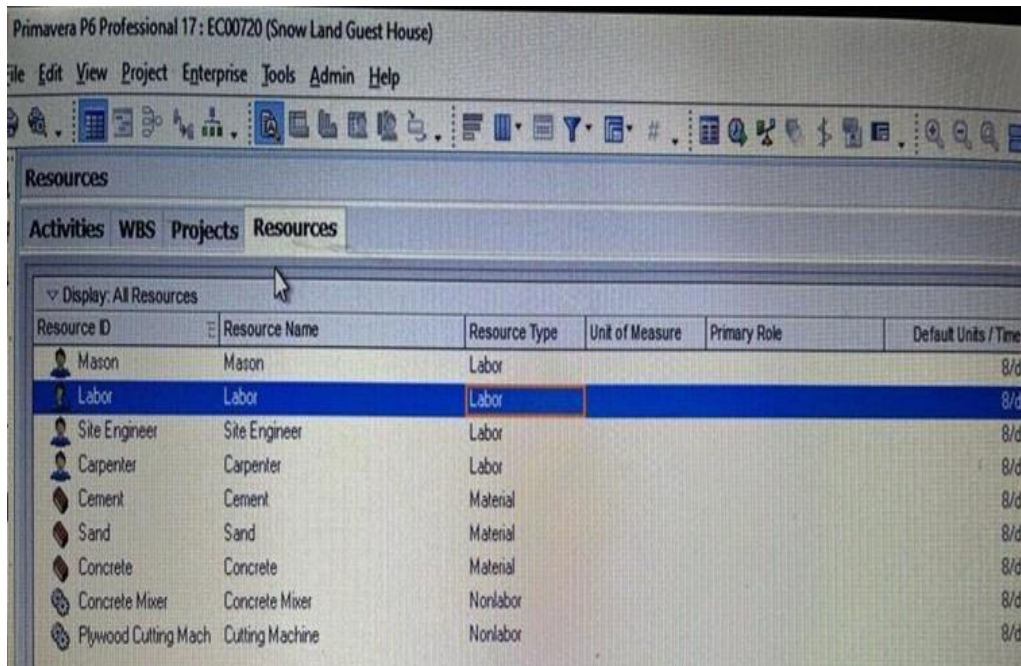 Primavera P6 Professional 17 : EC00720 (Snow Land Guest House)
File Edit View Project Enterprise Tools Admin Help
Resources
Activities WBS Projects Resources
Display: All Resources
Resource ID Resource Name Resource Type Unit of Measure Primary Role Default Units / Time
Mason Mason Labor 8/d
Labor Labor Labor 8/d
Site Engineer Site Engineer Labor 8/d
Carpenter Carpenter Labor 8/d
Cement Cement Material 8/d
Sand Sand Material 8/d
Concrete Concrete Material 8/d
Concrete Mixer Concrete Mixer Nonlabor 8/d
Plywood Cutting Mach Cutting Machine Nonlabor 8/d